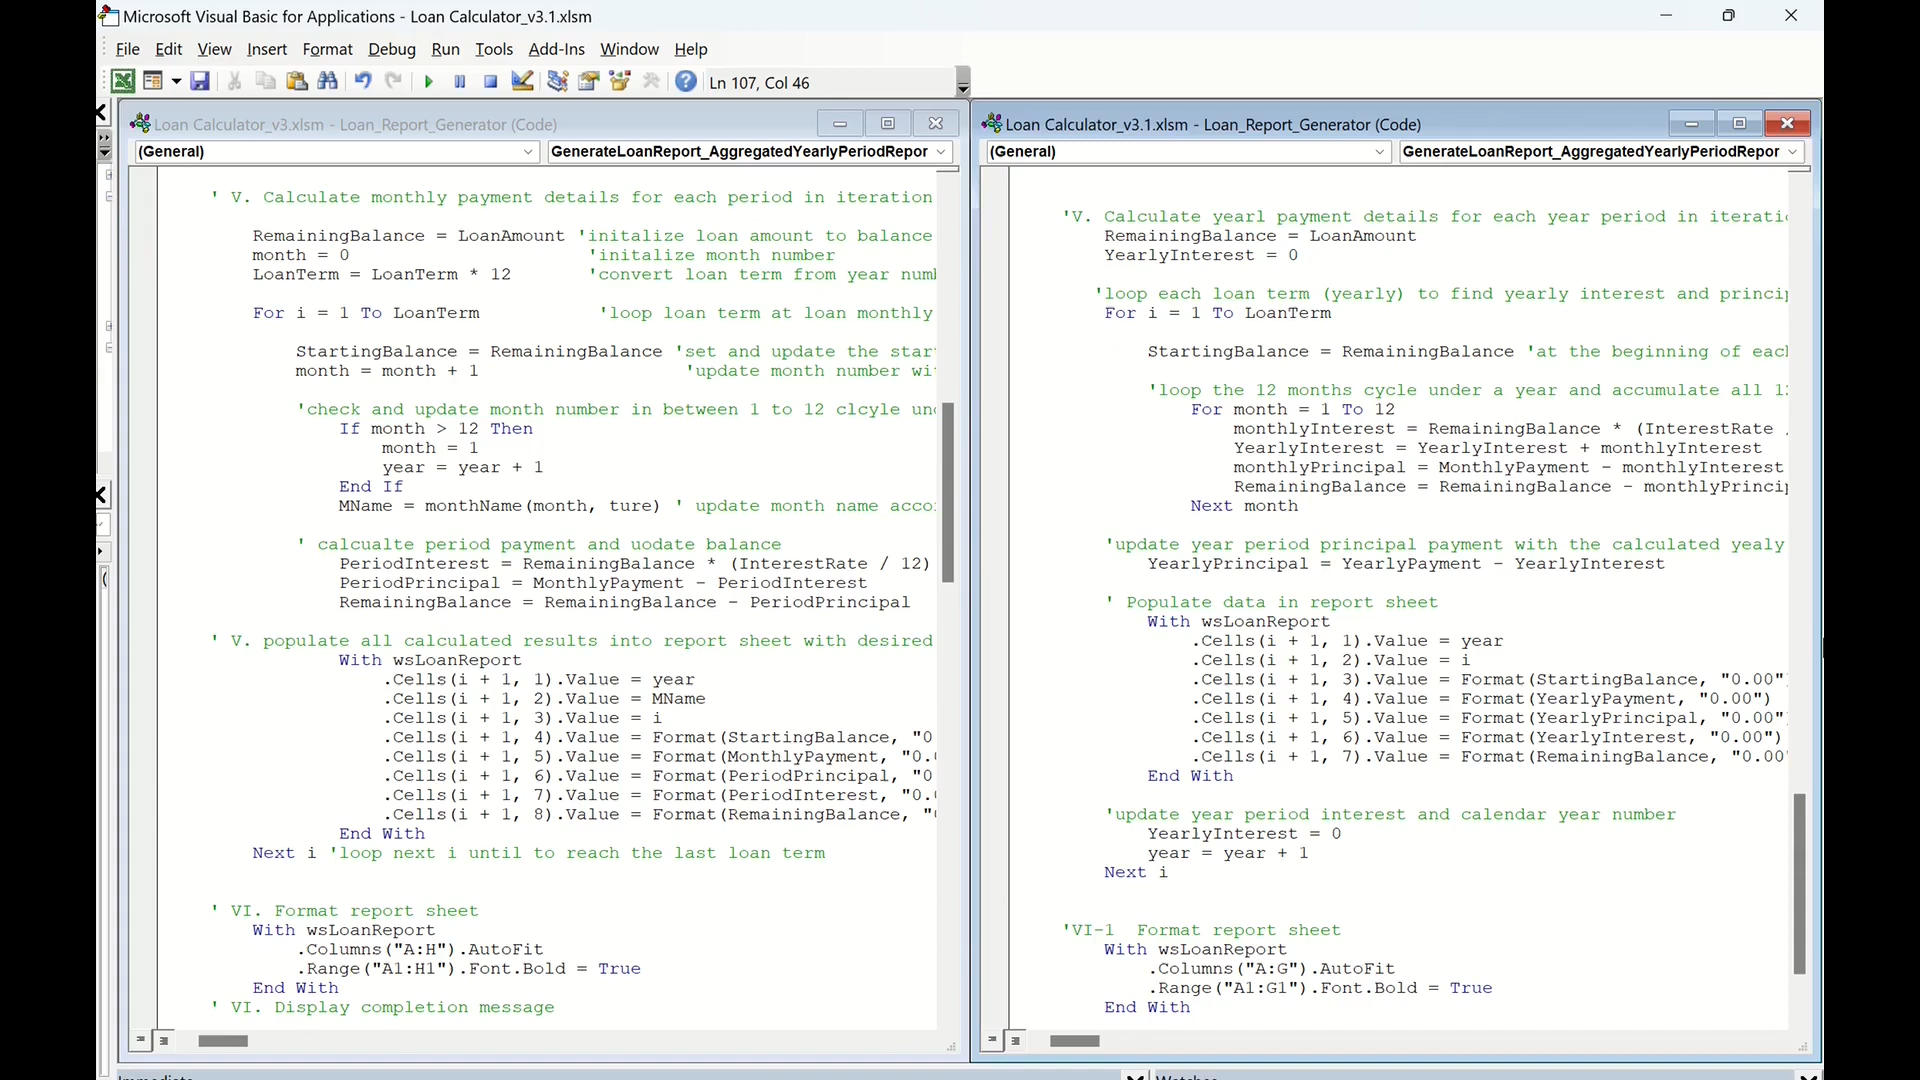 Microsoft Visual Basic for Applications - Loan Calculator_v3.1.xlsm
File Edit View Insert Format Debug Run Tools Add-Ins Window Help
Ln 107, Col 46
Loan Calculator_v3.xlsm - Loan_Report_Generator (Code)
(General) GenerateLoanReport_AggregatedYearlyPeriodRepor
' V. Calculate monthly payment details for each period in iteration
RemainingBalance = LoanAmount 'initalize loan amount to balance
month = 0 'initalize month number
LoanTerm = LoanTerm * 12 'convert loan term from year num
For i = 1 To LoanTerm 'loop loan term at loan monthly
StartingBalance = RemainingBalance 'set and update the star
month = month + 1 'update month number wi
'check and update month number in between 1 to 12 clcyle un
If month > 12 Then
month = 1
year = year + 1
End If
MName = monthName(month, ture) ' update month name acco
' calcualte period payment and uodate balance
PeriodInterest = RemainingBalance * (InterestRate / 12)
PeriodPrincipal = MonthlyPayment - PeriodInterest
RemainingBalance = RemainingBalance - PeriodPrincipal
' V. populate all calculated results into report sheet with desired
With wsLoanReport
.Cells(i + 1, 1).Value = year
.Cells(i + 1, 2).Value = MName
.Cells(i + 1, 3).Value = i
.Cells(i + 1, 4).Value = Format(StartingBalance, "0
.Cells(i + 1, 5).Value = Format(MonthlyPayment, "0.
.Cells(i + 1, 6).Value = Format(PeriodPrincipal, "0
.Cells(i + 1, 7).Value = Format(PeriodInterest, "0.
.Cells(i + 1, 8).Value = Format(RemainingBalance, "
End With
Next i 'loop next i until to reach the last loan term
' VI. Format report sheet
With wsLoanReport
.Columns("A:H").AutoFit
.Range("A1:H1").Font.Bold = True
End With
' VI. Display completion message
Loan Calculator_v3.1.xlsm - Loan_Report_Generator (Code)
(General) GenerateLoanReport_AggregatedYearlyPeriodRepor
'V. Calculate yearl payment details for each year period in iterati
RemainingBalance = LoanAmount
YearlyInterest = 0
'loop each loan term (yearly) to find yearly interest and princi
For i = 1 To LoanTerm
StartingBalance = RemainingBalance 'at the beginning of eac
'loop the 12 months cycle under a year and accumulate all 1
For month = 1 To 12
monthlyInterest = RemainingBalance * (InterestRate
YearlyInterest = YearlyInterest + monthlyInterest
monthlyPrincipal = MonthlyPayment - monthlyInterest
RemainingBalance = RemainingBalance - monthlyPrinci
Next month
'update year period principal payment with the calculated yealy
YearlyPrincipal = YearlyPayment - YearlyInterest
' Populate data in report sheet
With wsLoanReport
.Cells(i + 1, 1).Value = year
.Cells(i + 1, 2).Value = i
.Cells(i + 1, 3).Value = Format(StartingBalance, "0.00"
.Cells(i + 1, 4).Value = Format(YearlyPayment, "0.00")
.Cells(i + 1, 5).Value = Format(YearlyPrincipal, "0.00"
.Cells(i + 1, 6).Value = Format(YearlyInterest, "0.00")
.Cells(i + 1, 7).Value = Format(RemainingBalance, "0.00
End With
'update year period interest and calendar year number
YearlyInterest = 0
year = year + 1
Next i
'VI-1 Format report sheet
With wsLoanReport
.Columns("A:G").AutoFit
.Range("A1:G1").Font.Bold = True
End With